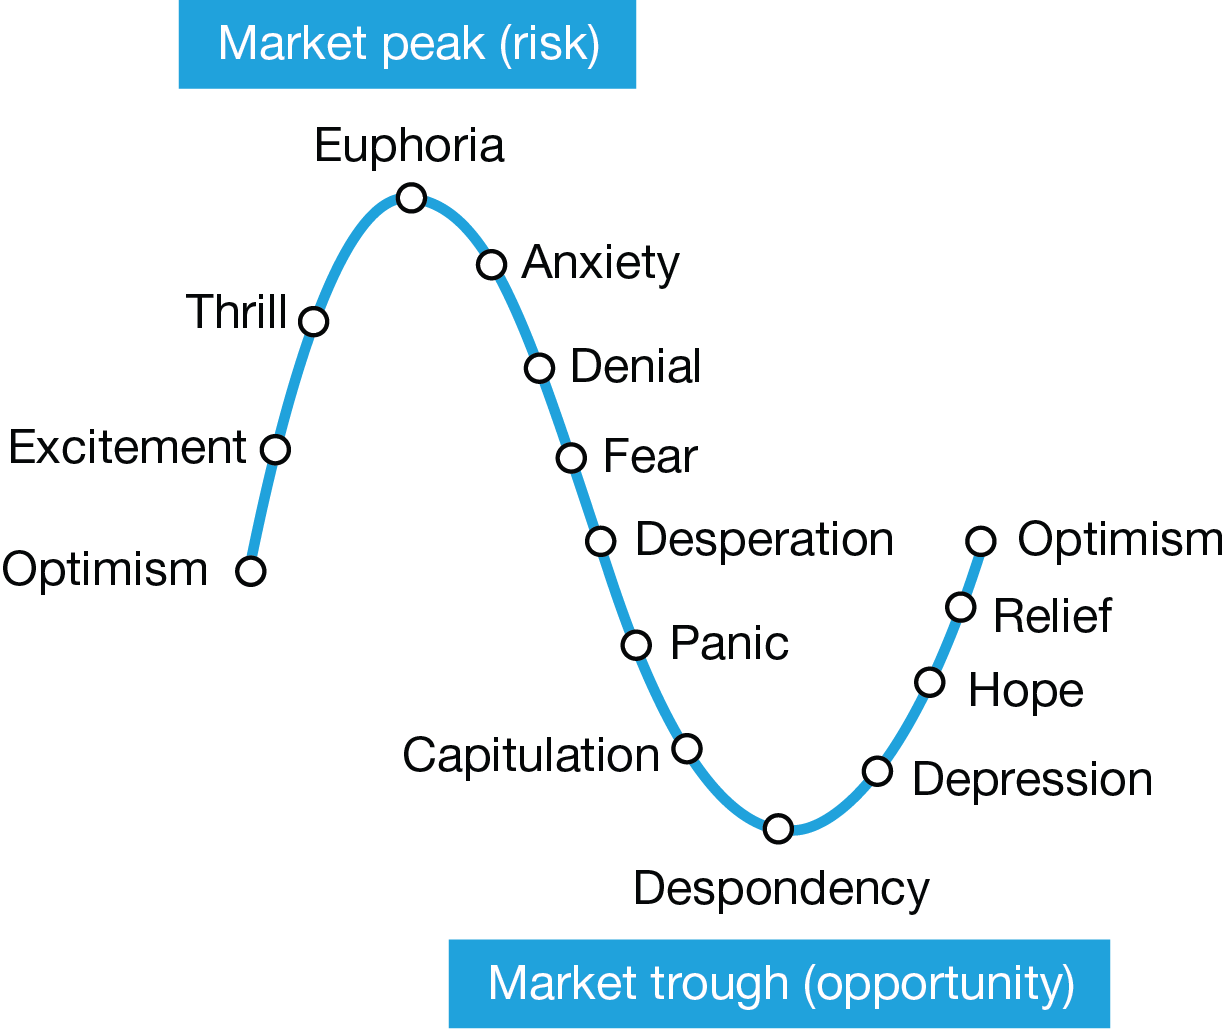 Market peak (risk)
Euphoria
Anxiety
Thrill
Denial
Excitement
Fear
Desperation
Optimism
Optimism
Relief
Panic
Hope
Capitulation
Depression
Despondency
Market trough (opportunity)